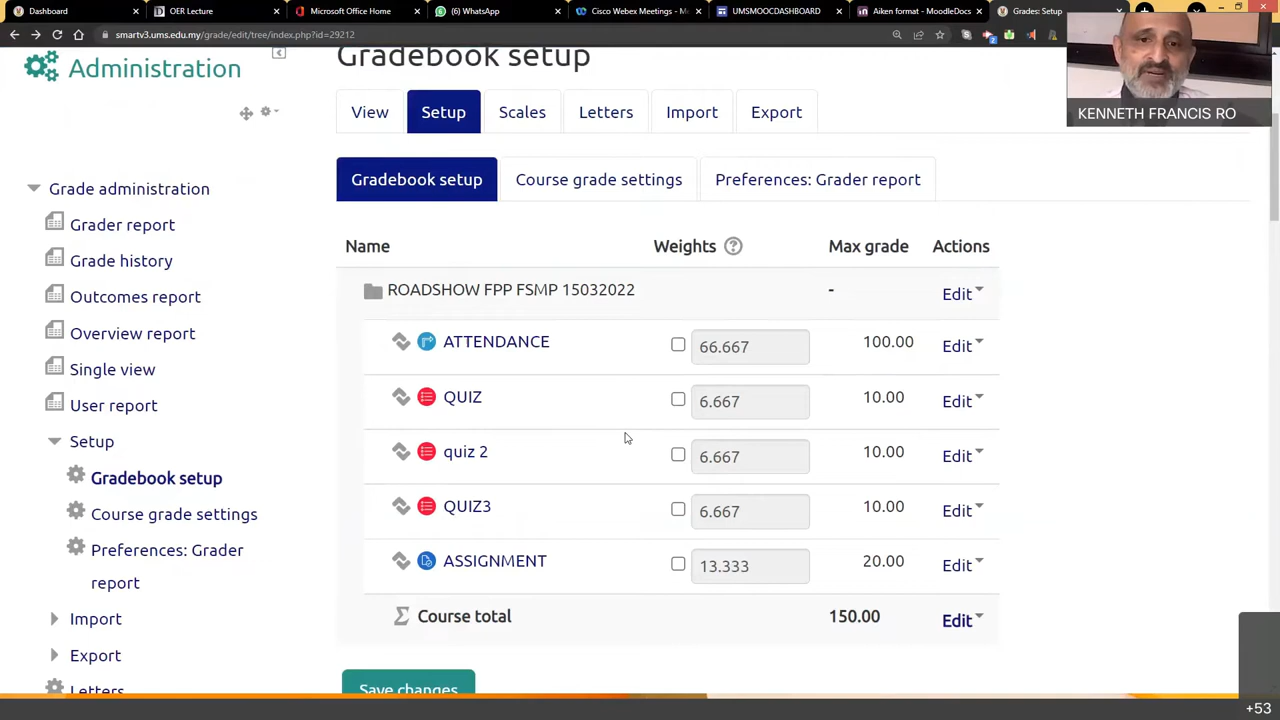 Dashboard
OER Lecture
Microsoft Office Home
(6) WhatsApp
Cisco Webex Meetings - M
UMSMOOCDASHBOARD
Aiken format - MoodleDocs
Grades: Setup
smartv3.ums.edu.my/grade/edit/tree/index.php?id=29212
KENNETH FRANCIS RO
Administration
Grade administration
Grader report
Grade history
Outcomes report
Overview report
Single view
User report
Setup
Gradebook setup
Course grade settings
Preferences: Grader
report
Import
Export
Letters
Gradebook setup
View Setup Scales Letters Import Export
Gradebook setup Course grade settings Preferences: Grader report
Name Weights ? Max grade Actions
ROADSHOW FPP FSMP 15032022 - Edit
ATTENDANCE 66.667 100.00 Edit
QUIZ 6.667 10.00 Edit
quiz 2 6.667 10.00 Edit
QUIZ3 6.667 10.00 Edit
ASSIGNMENT 13.333 20.00 Edit
Course total 150.00 Edit
Save changes
+53